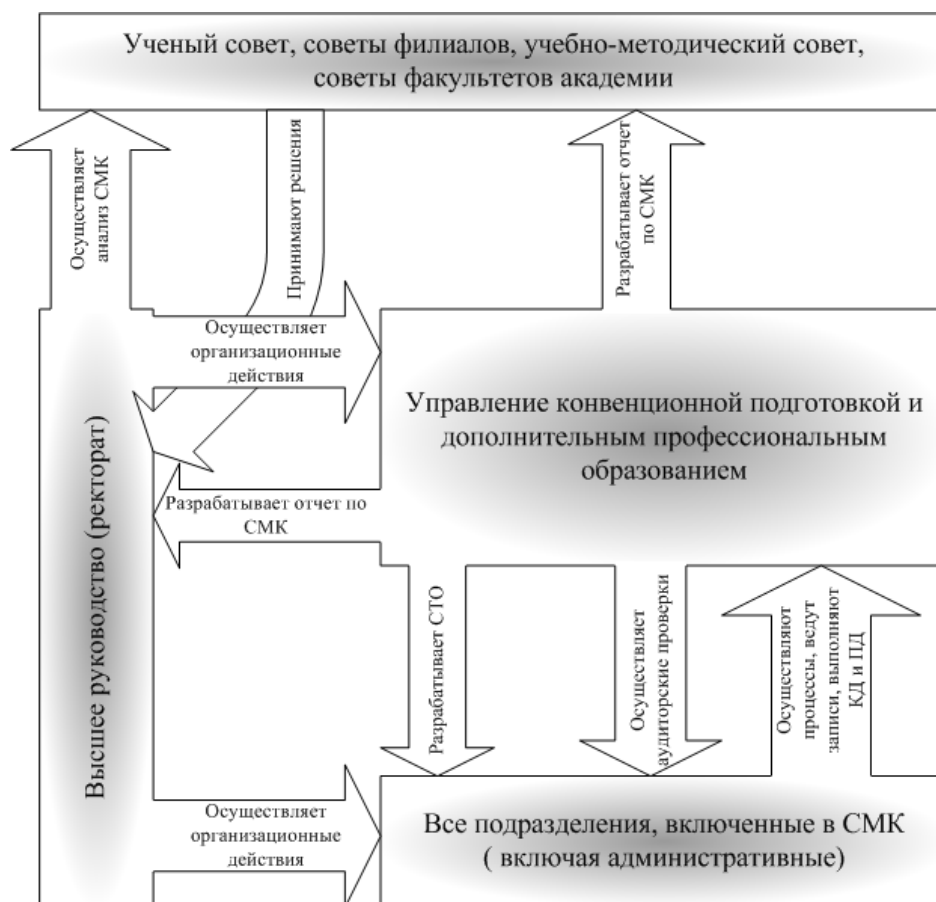 Ученый совет, советы филиалов, учебно-методический совет,
советы факультетов академии
Осуществляет
анализ СМК
Принимают решения
Разрабатывает отчет
по СМК
Осуществляет
организационные
действия
Управление конвенционной подготовкой и
дополнительным профессиональным
образованием
Высшее руководство (ректорат)
Разрабатывает отчет по
СМК
Разрабывает СТО
Осуществляет
аудиторские проверки
Осуществляют
процессы, ведут
записи, выполняют
КД и ПД
Осуществляет
организационные
действия
Все подразделения, включенные в СМК
( включая административные)